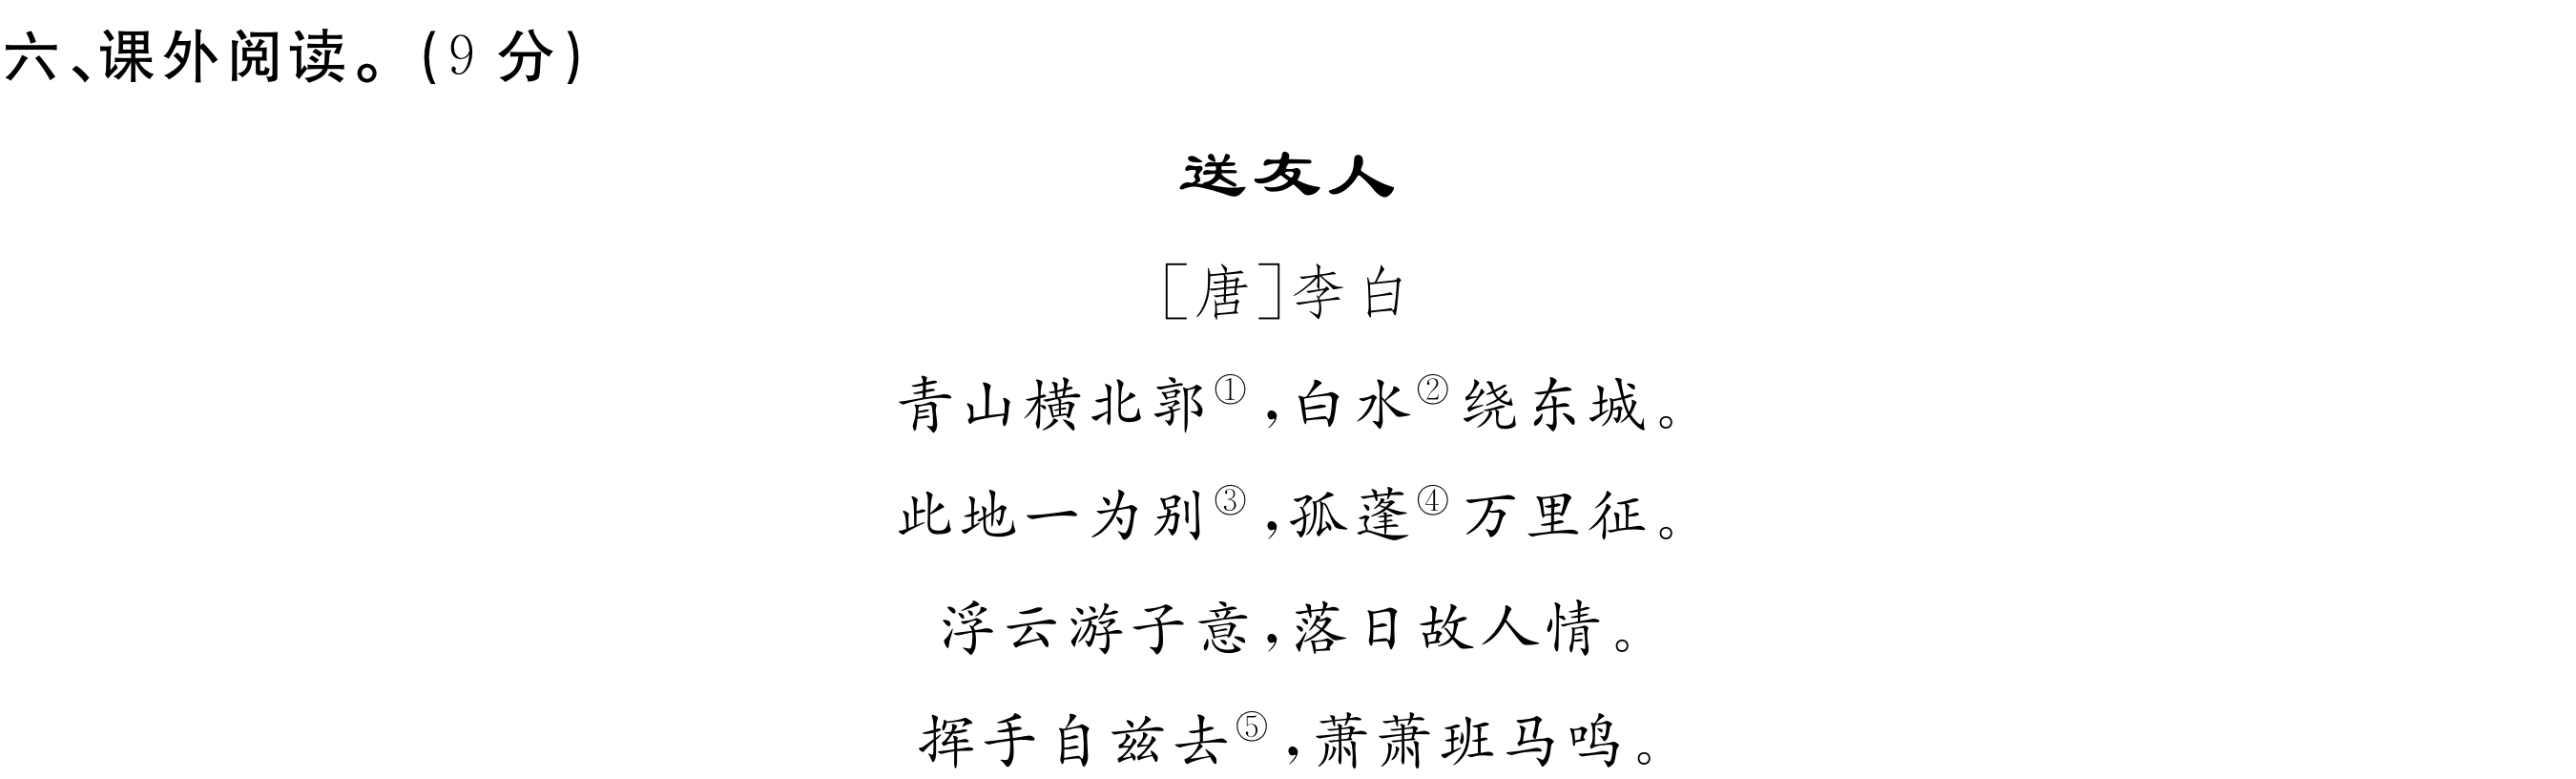 六、课外阅读。(9 分)
送友人
[唐]李白
青山横北郭①,白水②绕东城。
此地一为别③,孤蓬④万里征。
浮云游子意,落日故人情。
挥手自兹去⑤,萧萧班马鸣。